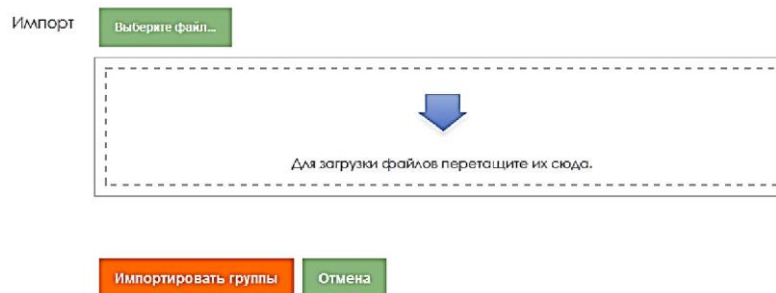 Импорт Выберите файл...
Для загрузки файлов перетащите их сюда.
Импортировать группы Отмена